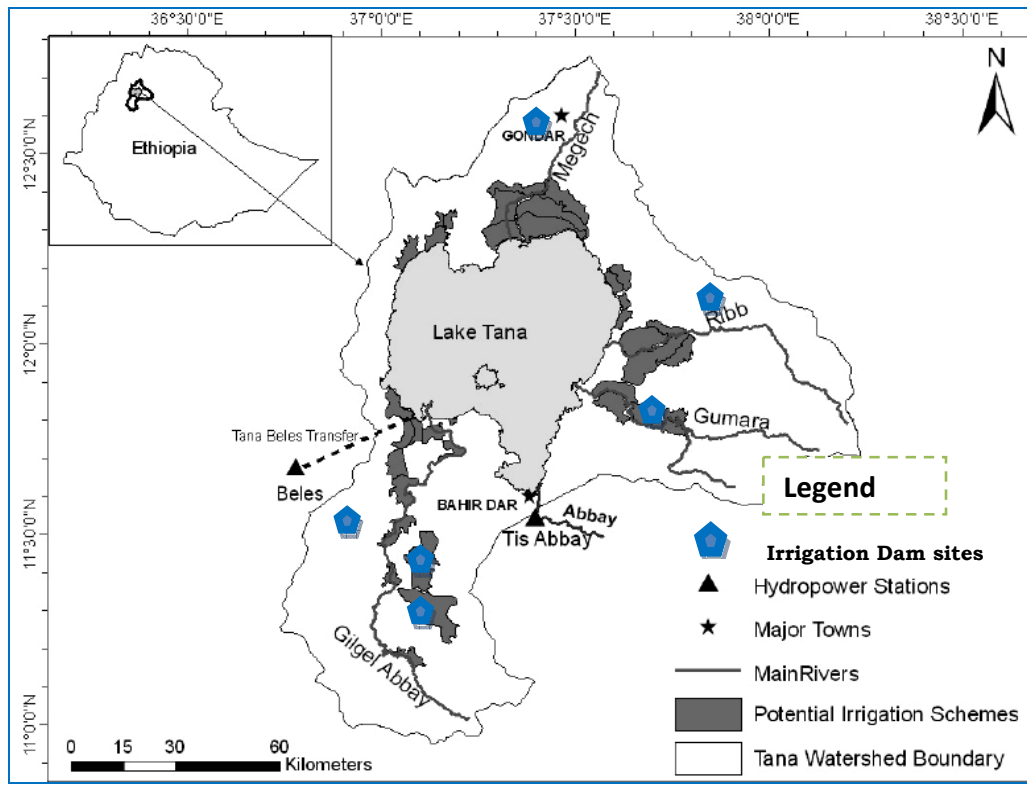 36°30'0"E 37°0'0"E 37°30'0"E 38°0'0"E 38°30'0"E
12°30'0"N
12°0'0"N
11°30'0"N
11°0'0"N
Ethiopia
N
GONDAR
Megech
Lake Tana
Ribb
Gumara
Tana Beles Transfer
Beles
BAHIR DAR
Abbay
Tis Abbay
Gilgel Abbay
Legend
Irrigation Dam sites
Hydropower Stations
Major Towns
MainRivers
Potential Irrigation Schemes
Tana Watershed Boundary
0 15 30 60
Kilometers